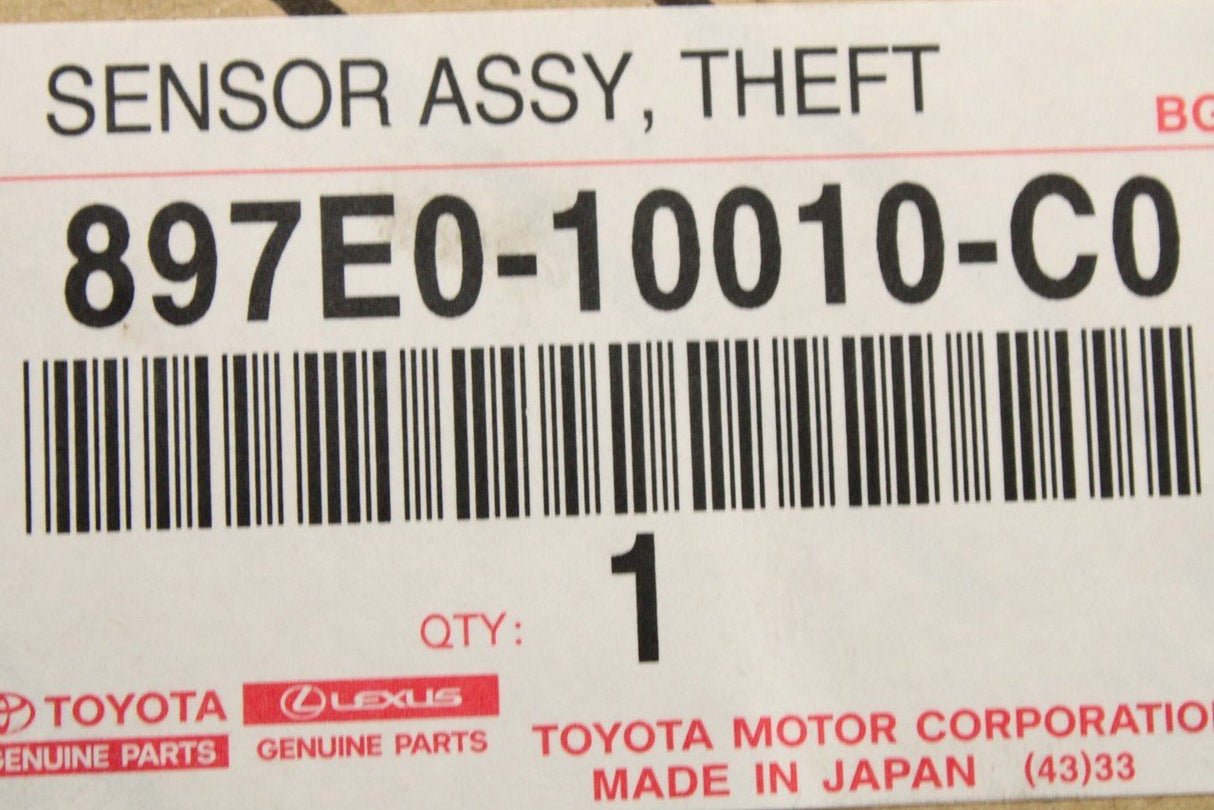 SENSOR ASSY, THEFT
BG
897E0-10010-C0
QTY: 1
TOYOTA
GENUINE PARTS
LEXUS
GENUINE PARTS
TOYOTA MOTOR CORPORATIO
MADE IN JAPAN (43)33